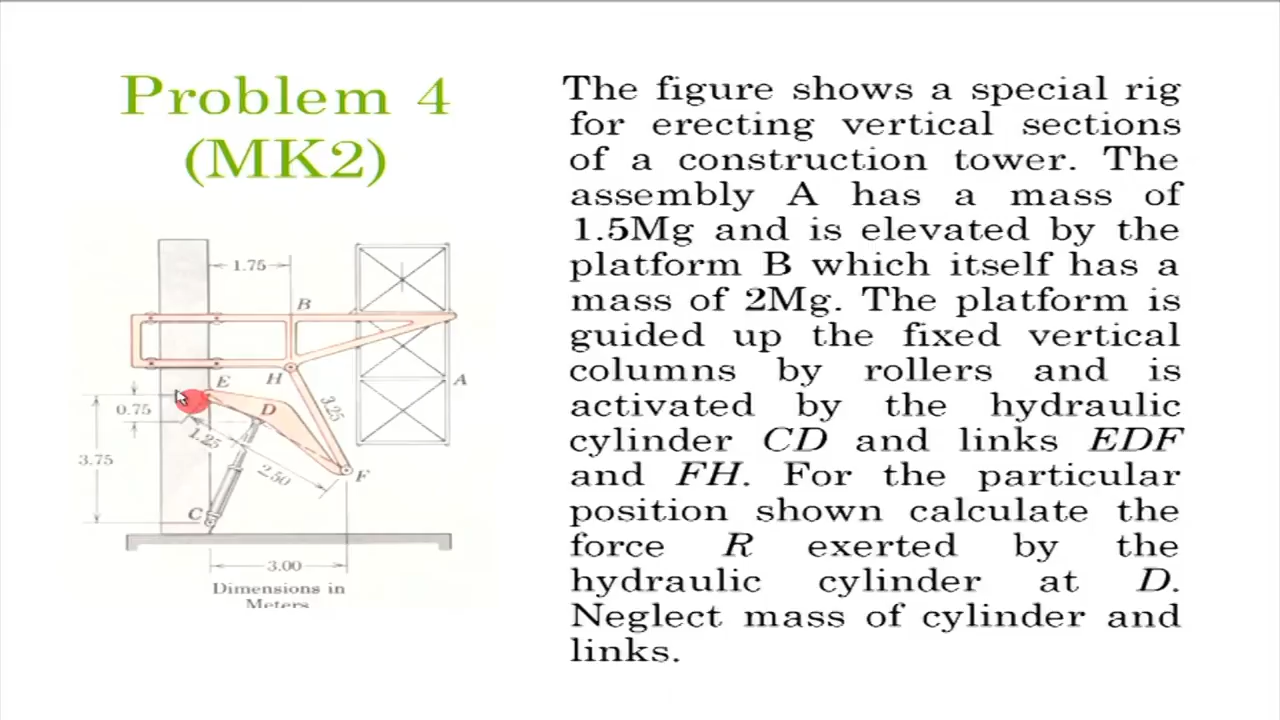 Problem 4
(MK2)
The figure shows a special rig
for erecting vertical sections
of a construction tower. The
assembly A has a mass of
1.5Mg and is elevated by the
platform B which itself has a
mass of 2Mg. The platform is
guided up the fixed vertical
columns by rollers and is
activated by the hydraulic
cylinder CD and links EDF
and FH. For the particular
position shown calculate the
force R exerted by the
hydraulic cylinder at D.
Neglect mass of cylinder and
links.
1.75
B
H
A
E
0.75
D
3.25
1.25
3.75
2.50
F
C
3.00
Dimensions in
Meters